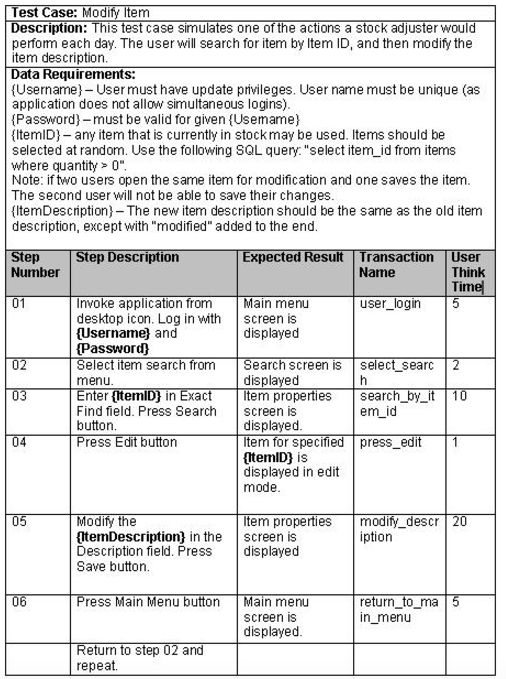 Test Case: Modify Item
Description: This test case simulates one of the actions a stock adjuster would
perform each day. The user will search for item by Item ID, and then modify the
item description.
Data Requirements:
{Username} – User must have update privileges. User name must be unique (as
application does not allow simultaneous logins).
{Password} – must be valid for given {Username}
{ItemID} – any item that is currently in stock may be used. Items should be
selected at random. Use the following SQL query: "select item_id from items
where quantity > 0".
Note: if two users open the same item for modification and one saves the item.
The second user will not be able to save their changes.
{ItemDescription} – The new item description should be the same as the old item
description, except with "modified" added to the end.
Step Number
Step Description
Expected Result
Transaction Name
User Think Time
01
Invoke application from
desktop icon. Log in with
{Username} and
{Password}
Main menu
screen is
displayed
user_login
5
02
Select item search from
menu.
Search screen is
displayed
select_searc
h
2
03
Enter {ItemID} in Exact
Find field. Press Search
button.
Item properties
screen is
displayed.
search_by_it
em_id
10
04
Press Edit button
Item for specified
{ItemID} is
displayed in edit
mode.
press_edit
1
05
Modify the
{ItemDescription} in the
Description field. Press
Save button.
Item properties
screen is
displayed
modify_descr
iption
20
06
Press Main Menu button
Main menu
screen is
displayed.
return_to_ma
in_menu
5
Return to step 02 and
repeat.